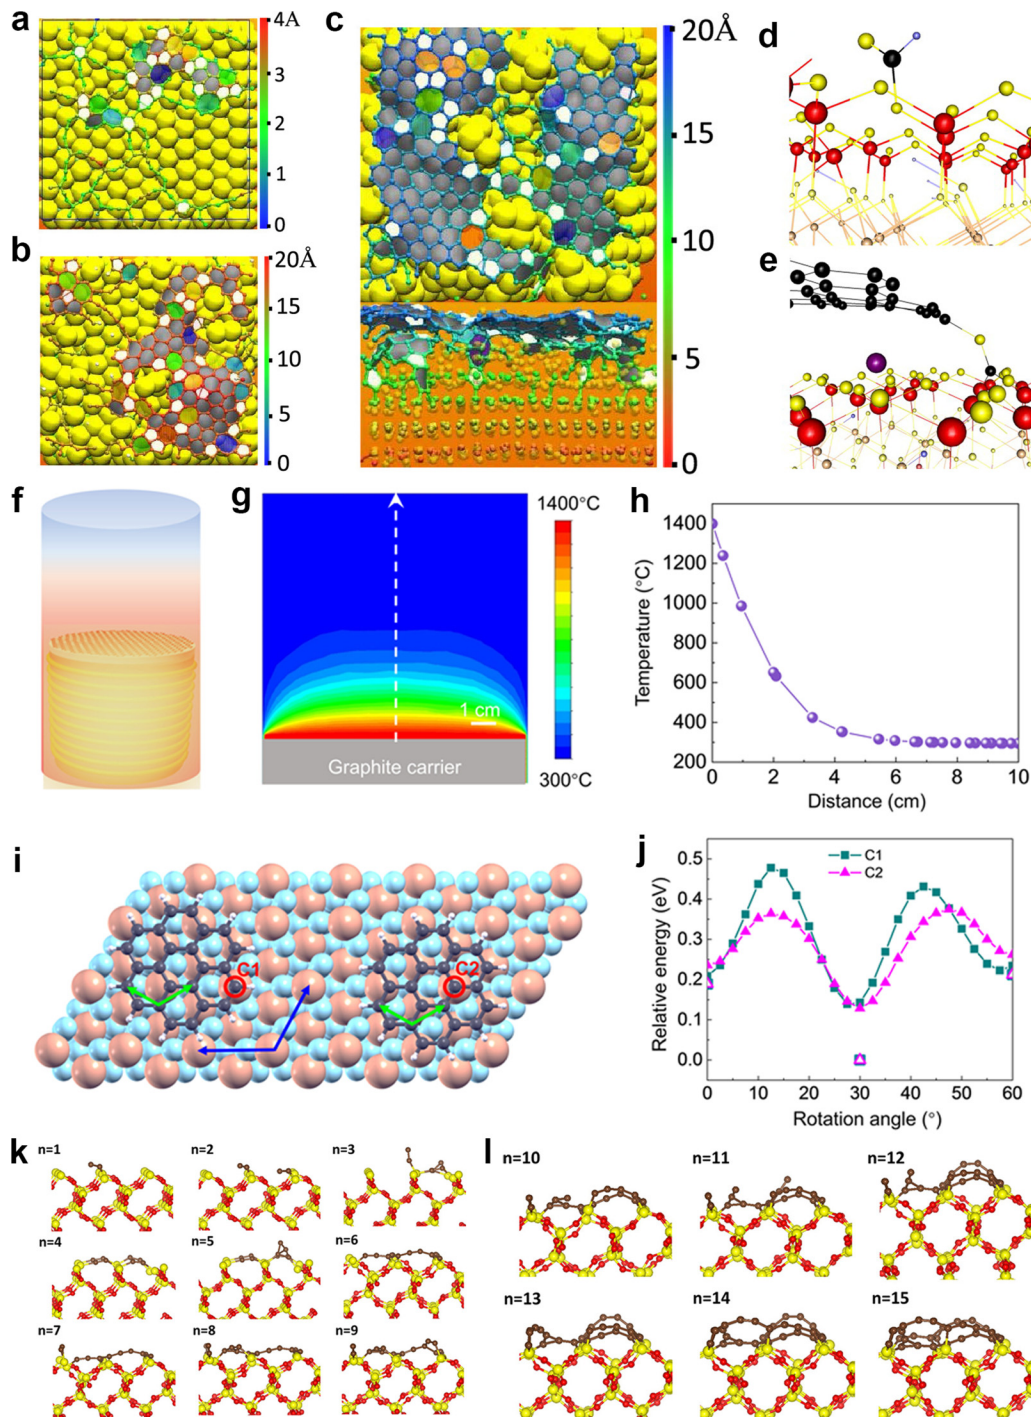 a
4Å
3
2
1
0
b
20Å
15
10
5
0
c
20Å
15
10
5
0
d
e
f
g
1400°C
1 cm
Graphite carrier
300°C
h
1400
1200
1000
800
600
400
200
Temperature (°C)
0 2 4 6 8 10
Distance (cm)
i
C1
C2
j
C1
C2
0.5
0.4
0.3
0.2
0.1
0.0
Relative energy (eV)
0 10 20 30 40 50 60
Rotation angle (°)
k
n=1 n=2 n=3
n=4 n=5 n=6
n=7 n=8 n=9
l
n=10 n=11 n=12
n=13 n=14 n=15